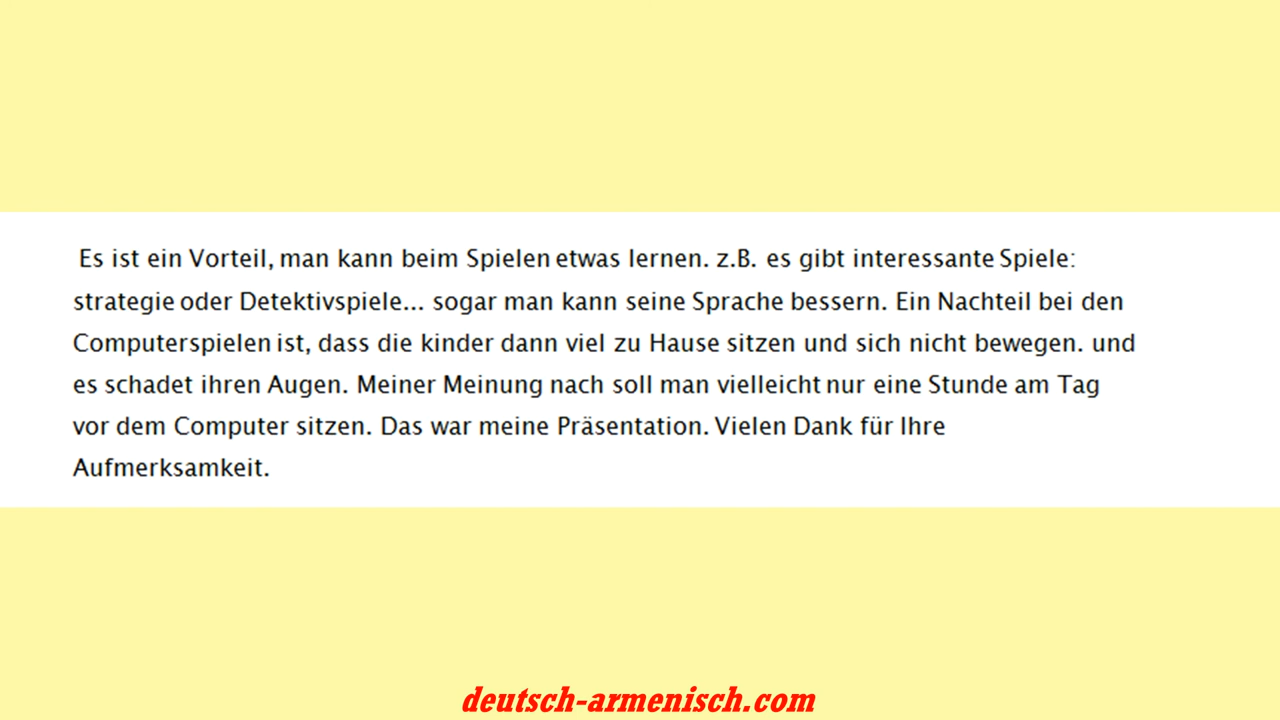 Es ist ein Vorteil, man kann beim Spielen etwas lernen. z.B. es gibt interessante Spiele:
strategie oder Detektivspiele... sogar man kann seine Sprache bessern. Ein Nachteil bei den
Computerspielen ist, dass die kinder dann viel zu Hause sitzen und sich nicht bewegen. und
es schadet ihren Augen. Meiner Meinung nach soll man vielleicht nur eine Stunde am Tag
vor dem Computer sitzen. Das war meine Präsentation. Vielen Dank für Ihre
Aufmerksamkeit.
deutsch-armenisch.com